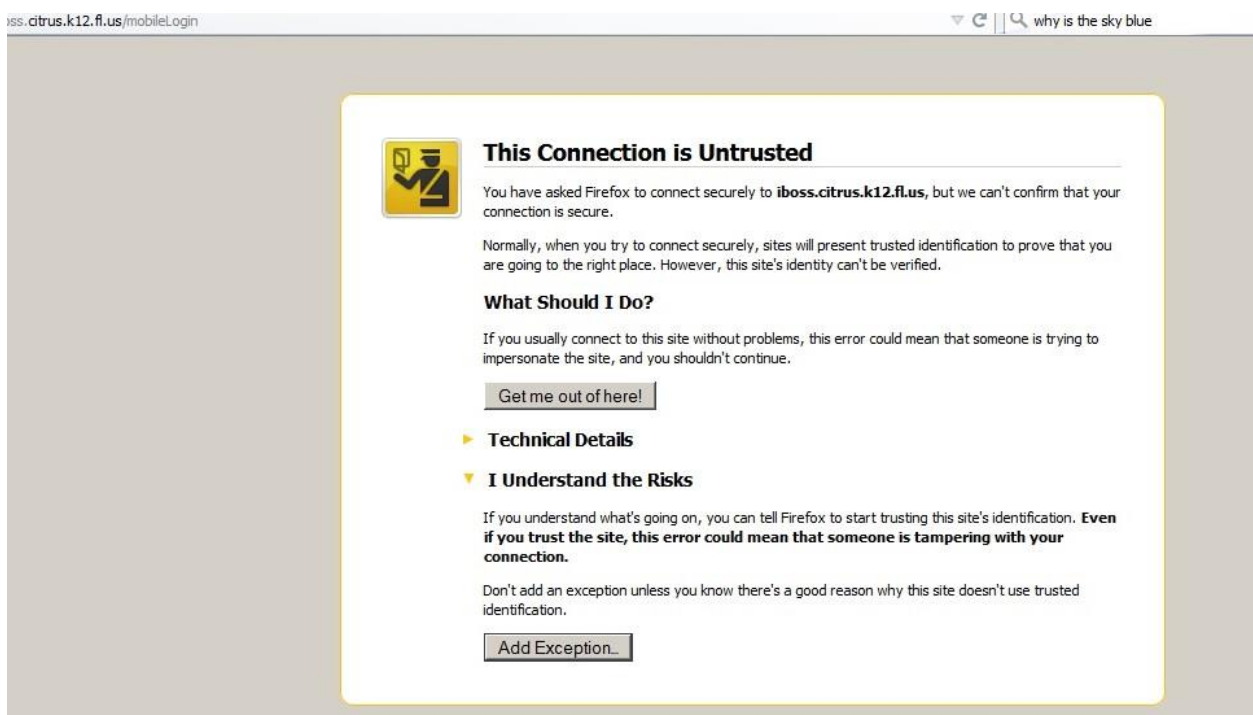 oss.citrus.k12.fl.us/mobileLogin
why is the sky blue
This Connection is Untrusted
You have asked Firefox to connect securely to iboss.citrus.k12.fl.us, but we can't confirm that your
connection is secure.
Normally, when you try to connect securely, sites will present trusted identification to prove that you
are going to the right place. However, this site's identity can't be verified.
What Should I Do?
If you usually connect to this site without problems, this error could mean that someone is trying to
impersonate the site, and you shouldn't continue.
Get me out of here!
Technical Details
I Understand the Risks
If you understand what's going on, you can tell Firefox to start trusting this site's identification. Even
if you trust the site, this error could mean that someone is tampering with your
connection.
Don't add an exception unless you know there's a good reason why this site doesn't use trusted
identification.
Add Exception...